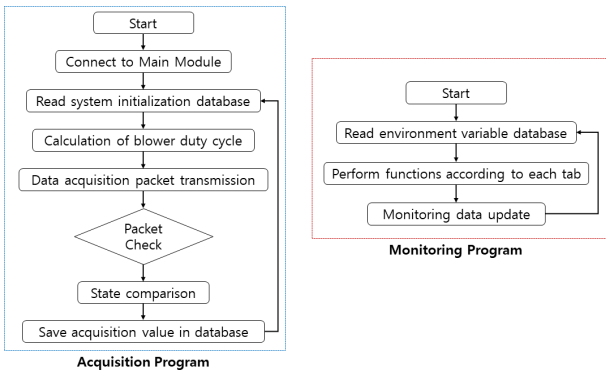 Start
Connect to Main Module
Read system initialization database
Calculation of blower duty cycle
Data acquisition packet transmission
Packet
Check
State comparison
Save acquisition value in database
Acquisition Program
Start
Read environment variable database
Perform functions according to each tab
Monitoring data update
Monitoring Program